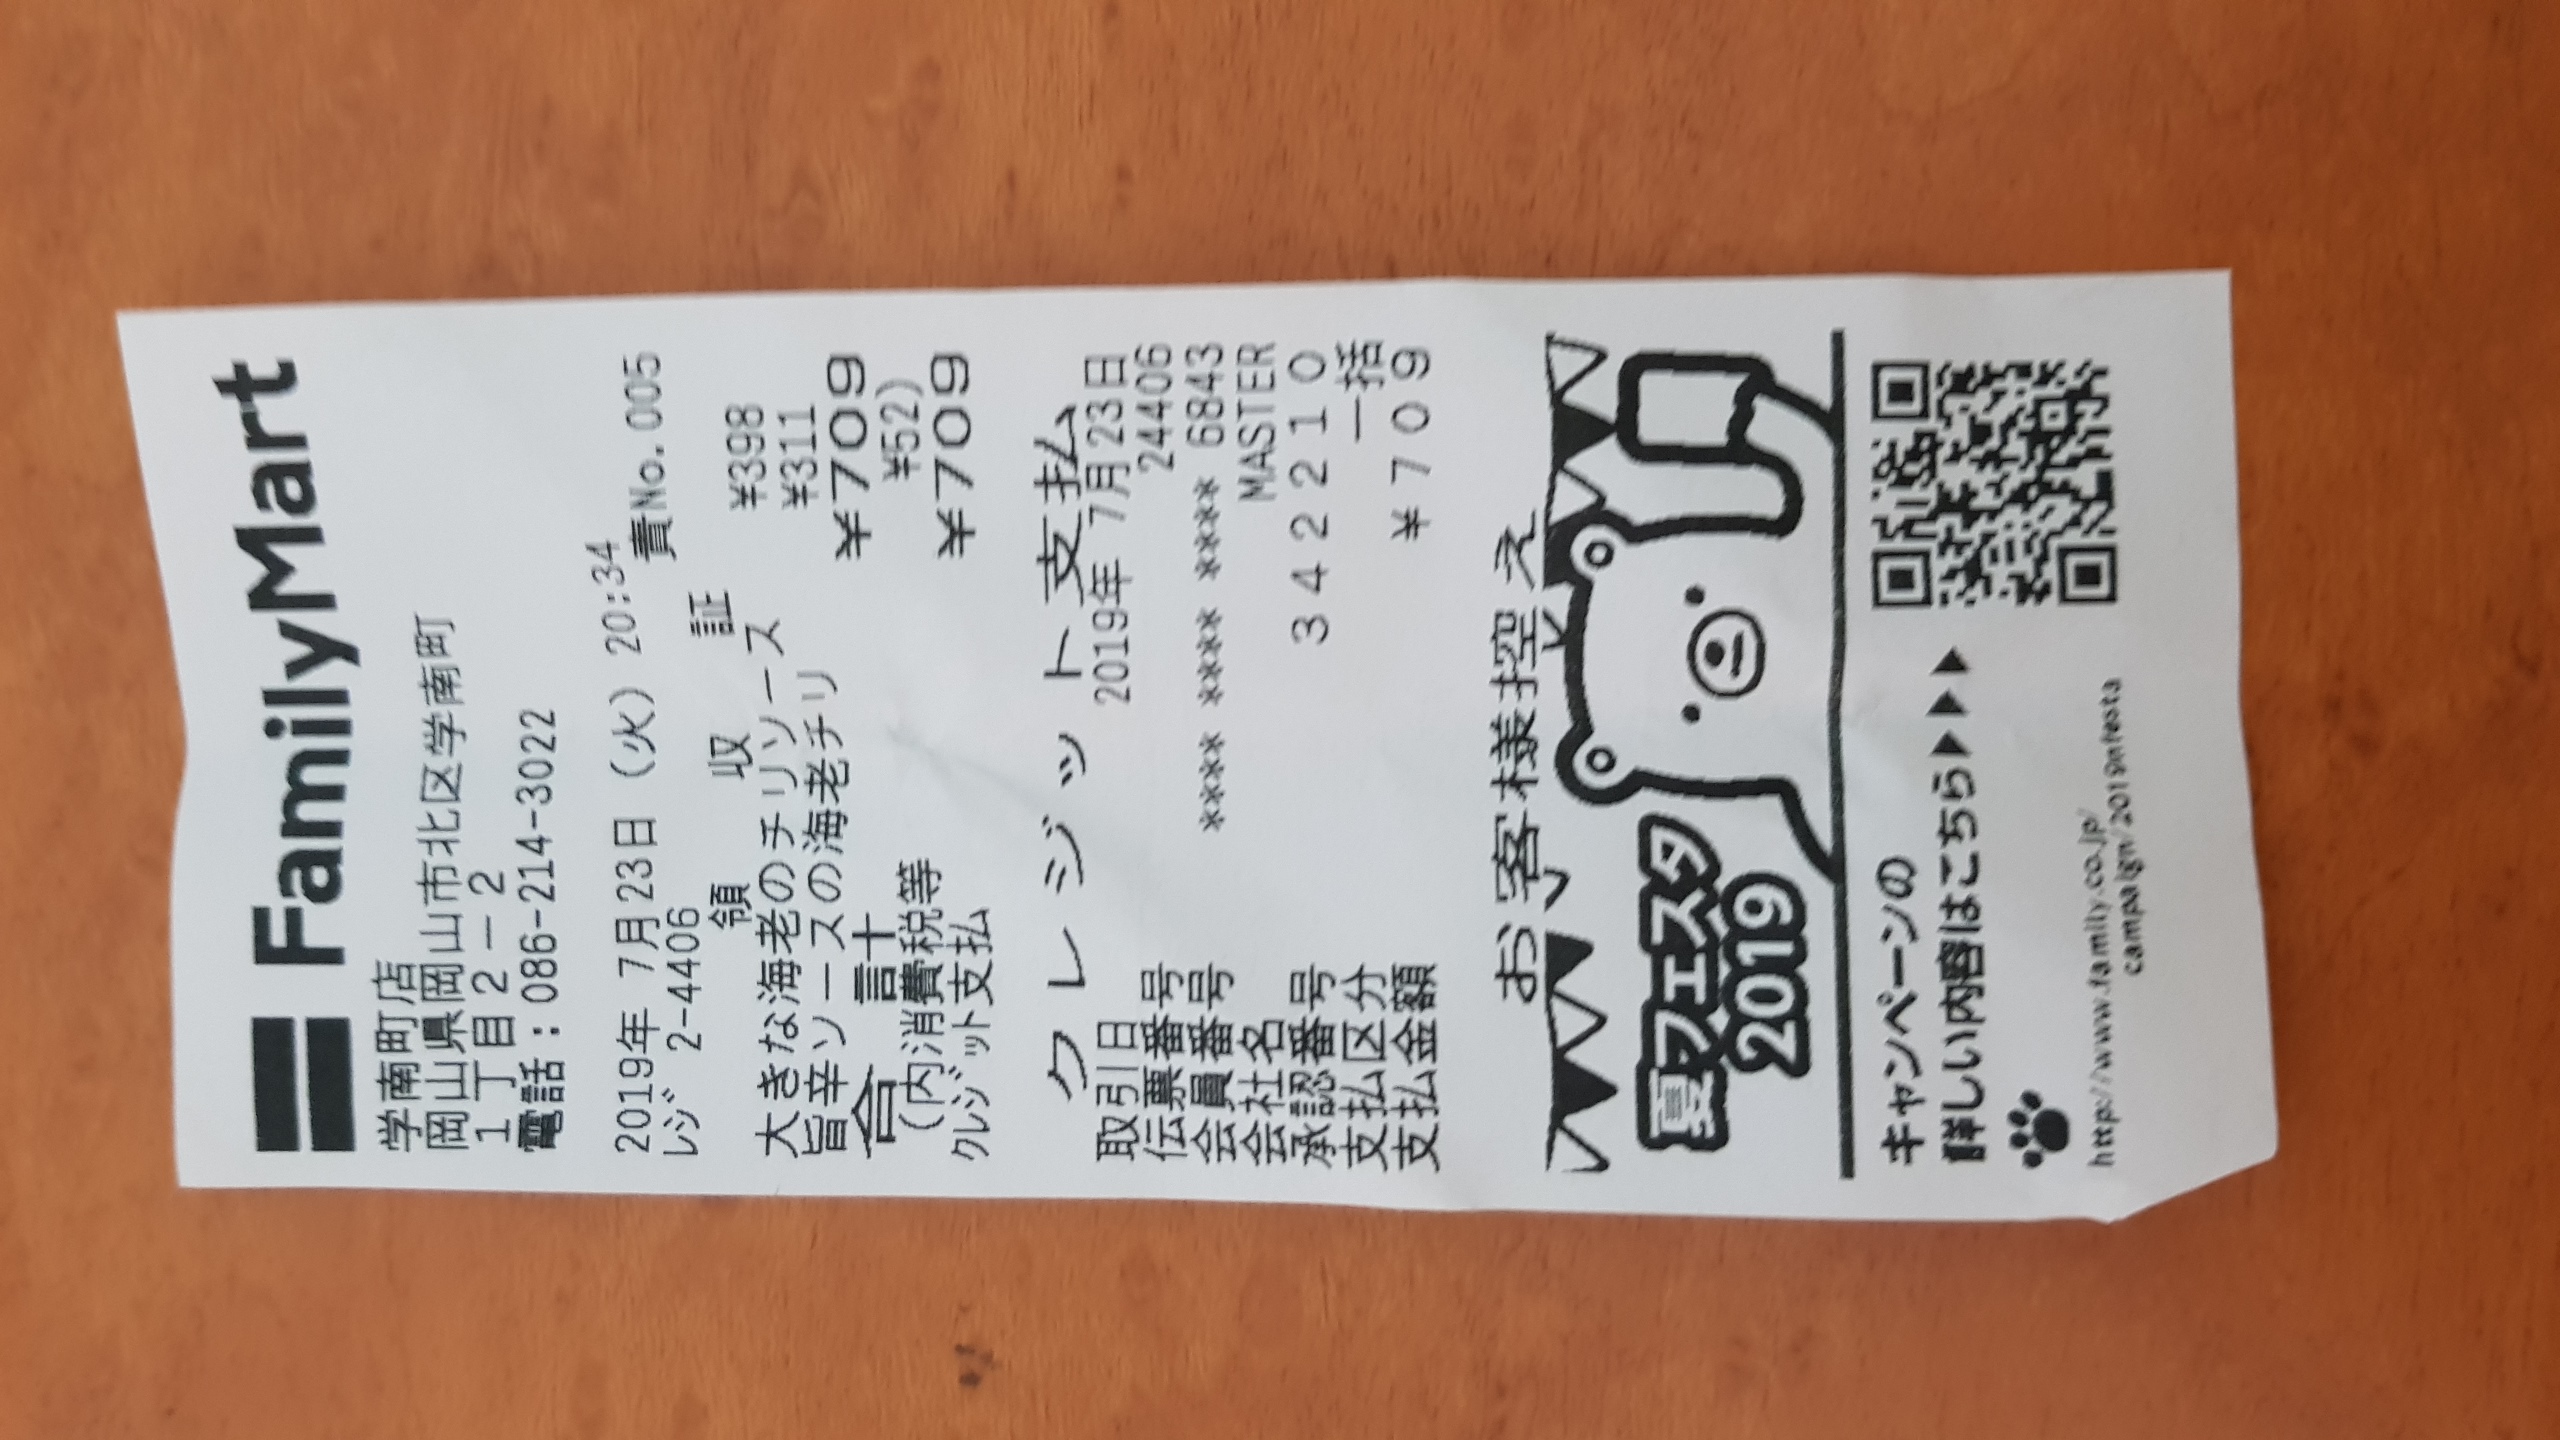 FamilyMart
学南町店
岡山県岡山市北区学南町
1丁目2-2
電話:086-214-3022
2019年 7月23日(火)20:34
レジ 2-4406 責No.005
領 収 証
大きな海老のチリソース ¥398
旨辛ソースの海老チリ ¥311
合 計 ¥709
(内消費税等 ¥52)
クレジット支払 ¥709
クレジット支払
取引日 2019年 7月23日
伝票番号 24406
会員番号 **** **** **** 6843
会社名 MASTER
承認番号 342210
支払区分 一括
支払金額 ¥709
お客様控え
夏フェスタ
2019
キャンペーンの
詳しい内容はこちら▶▶▶
http://www.family.co.jp/
campaign/2019nfesta